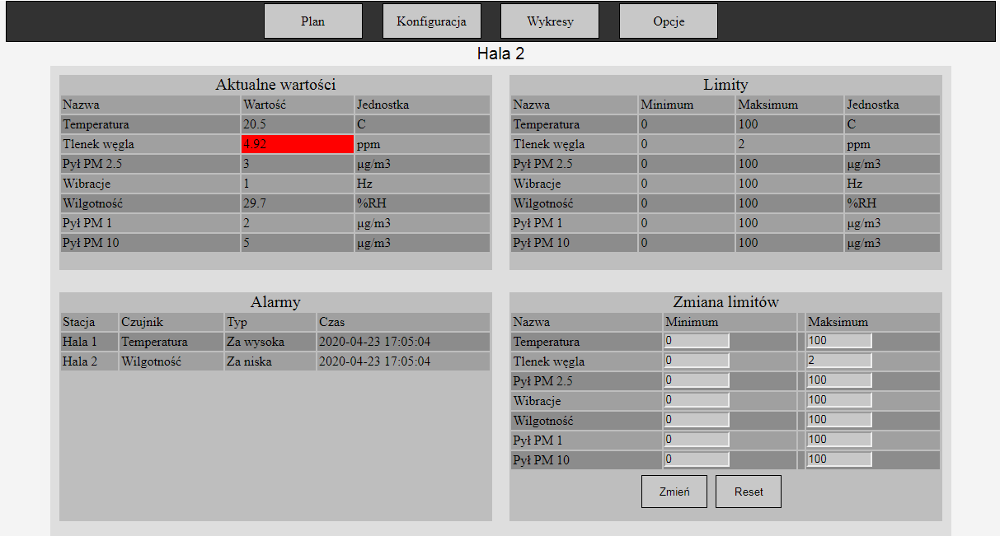 Plan Konfiguracja Wykresy Opcje
Hala 2
Aktualne wartości
Nazwa Wartość Jednostka
Temperatura 20.5 C
Tlenek węgla 4.92 ppm
Pył PM 2.5 3 μg/m3
Wibracje 1 Hz
Wilgotność 29.7 %RH
Pył PM 1 2 μg/m3
Pył PM 10 5 μg/m3
Limity
Nazwa Minimum Maksimum Jednostka
Temperatura 0 100 C
Tlenek węgla 0 2 ppm
Pył PM 2.5 0 100 μg/m3
Wibracje 0 100 Hz
Wilgotność 0 100 %RH
Pył PM 1 0 100 μg/m3
Pył PM 10 0 100 μg/m3
Alarmy
Stacja Czujnik Typ Czas
Hala 1 Temperatura Za wysoka 2020-04-23 17:05:04
Hala 2 Wilgotność Za niska 2020-04-23 17:05:04
Zmiana limitów
Nazwa Minimum Maksimum
Temperatura 0 100
Tlenek węgla 0 2
Pył PM 2.5 0 100
Wibracje 0 100
Wilgotność 0 100
Pył PM 1 0 100
Pył PM 10 0 100
Zmień Reset